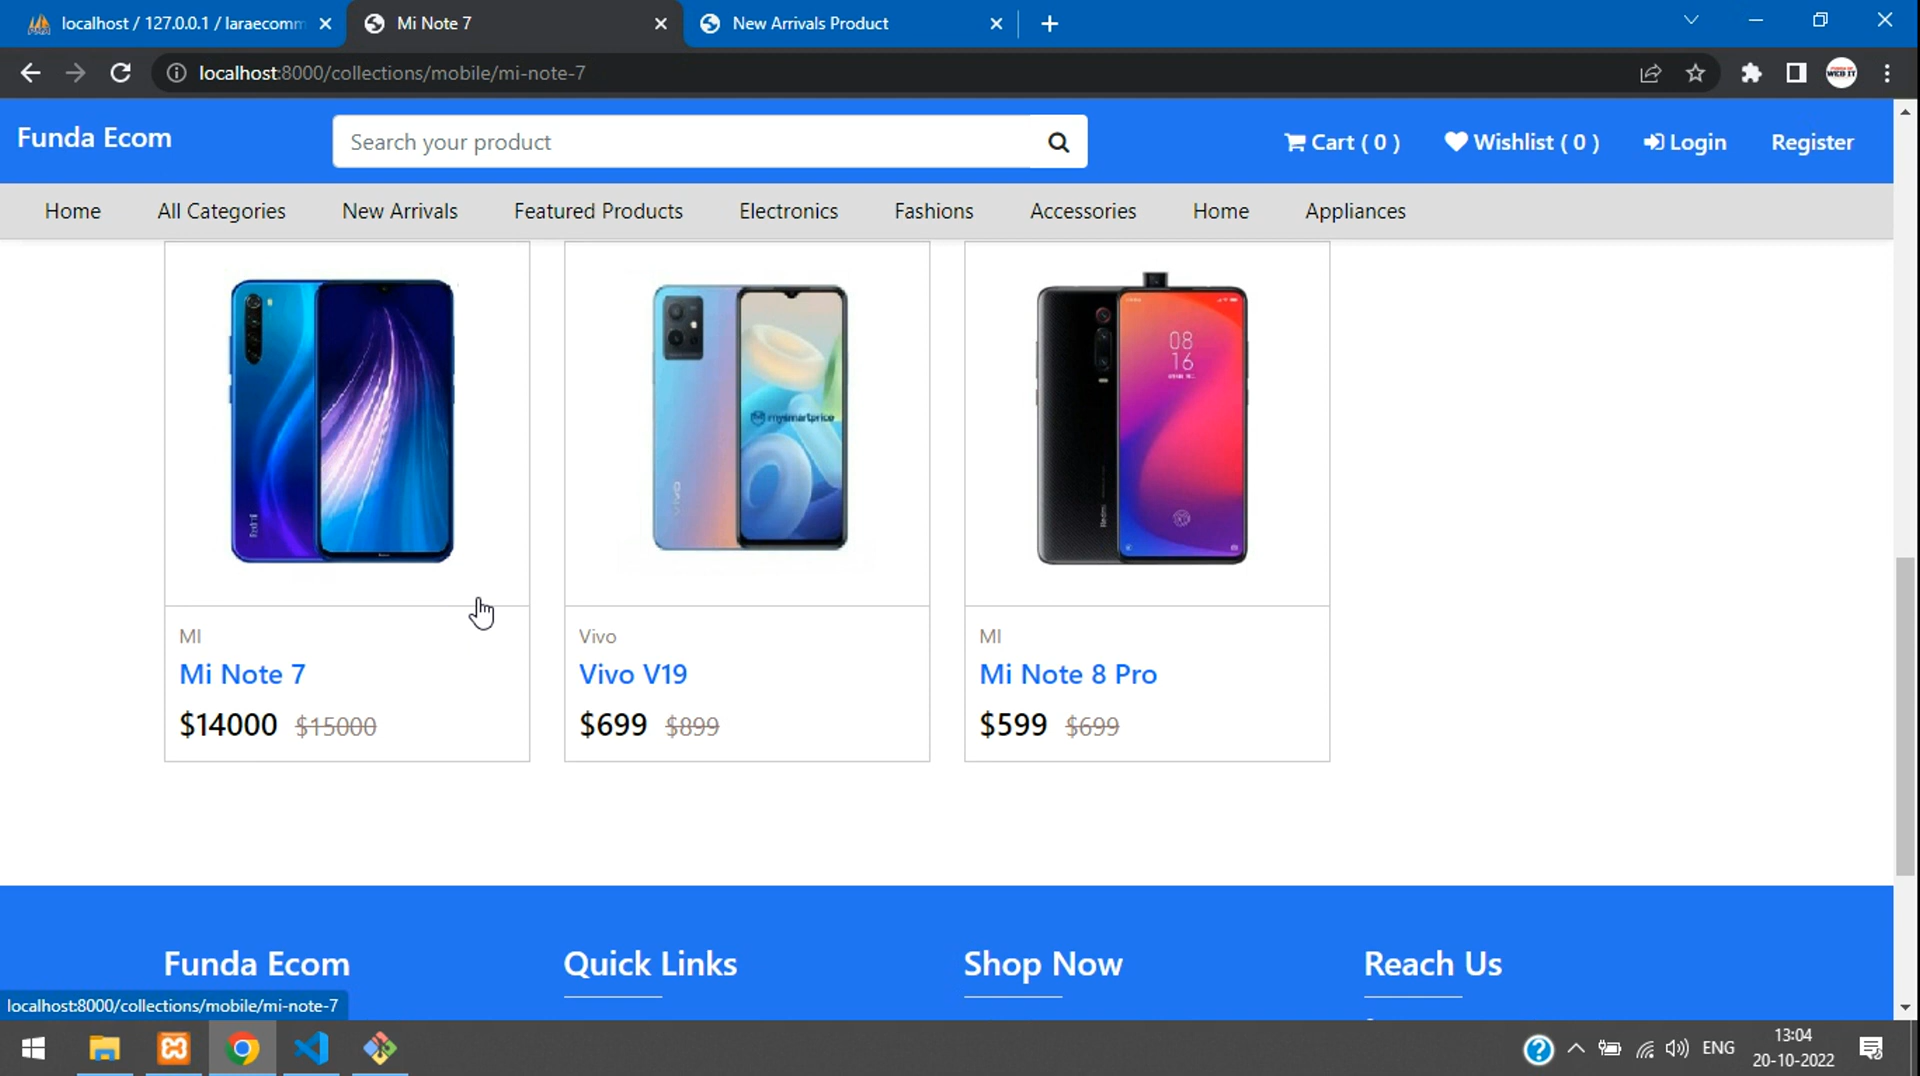 localhost / 127.0.0.1 / laraecomm
Mi Note 7
New Arrivals Product
localhost:8000/collections/mobile/mi-note-7
Funda Ecom
Search your product
Cart ( 0 )
Wishlist ( 0 )
Login
Register
Home
All Categories
New Arrivals
Featured Products
Electronics
Fashions
Accessories
Home
Appliances
Redmi
vivo
mysmartprice
Redmi
08
16
MI
Mi Note 7
$14000 $15000
Vivo
Vivo V19
$699 $899
MI
Mi Note 8 Pro
$599 $699
Funda Ecom
Quick Links
Shop Now
Reach Us
localhost:8000/collections/mobile/mi-note-7
ENG
13:04
20-10-2022